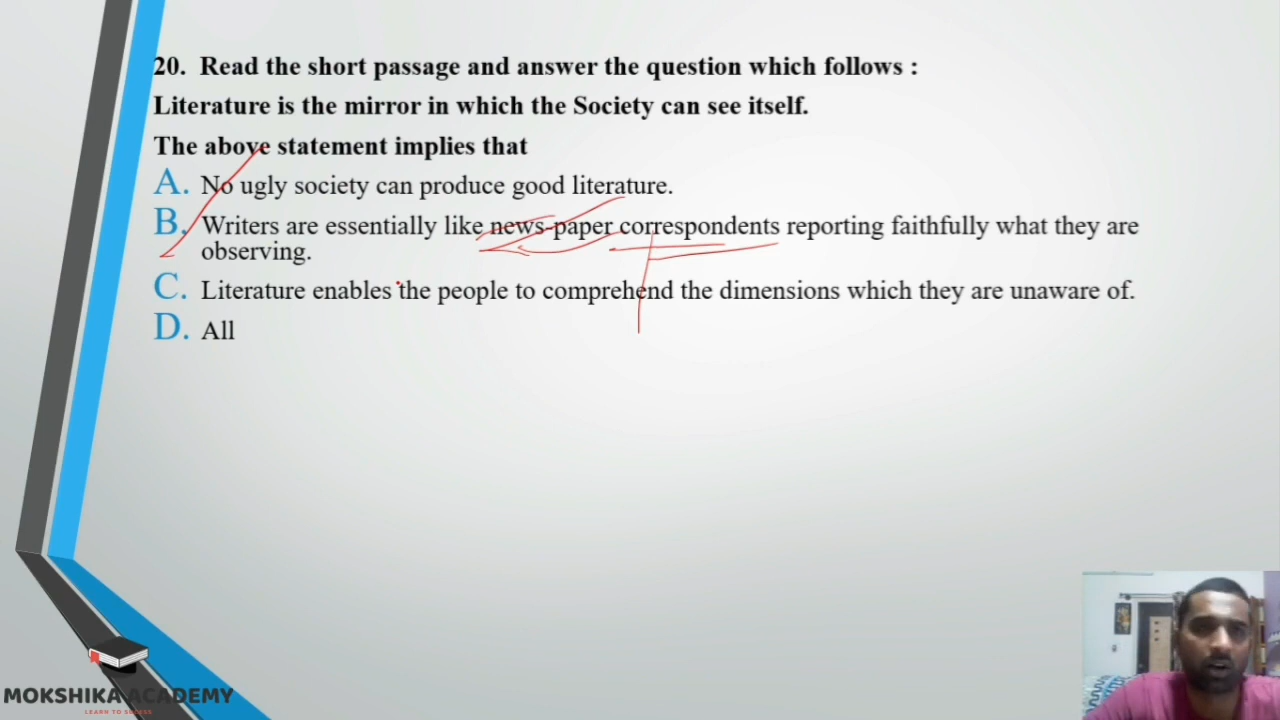 20. Read the short passage and answer the question which follows :
Literature is the mirror in which the Society can see itself.
The above statement implies that
A. No ugly society can produce good literature.
B. Writers are essentially like news-paper correspondents reporting faithfully what they are
observing.
C. Literature enables the people to comprehend the dimensions which they are unaware of.
D. All
MOKSHIKA ACADEMY